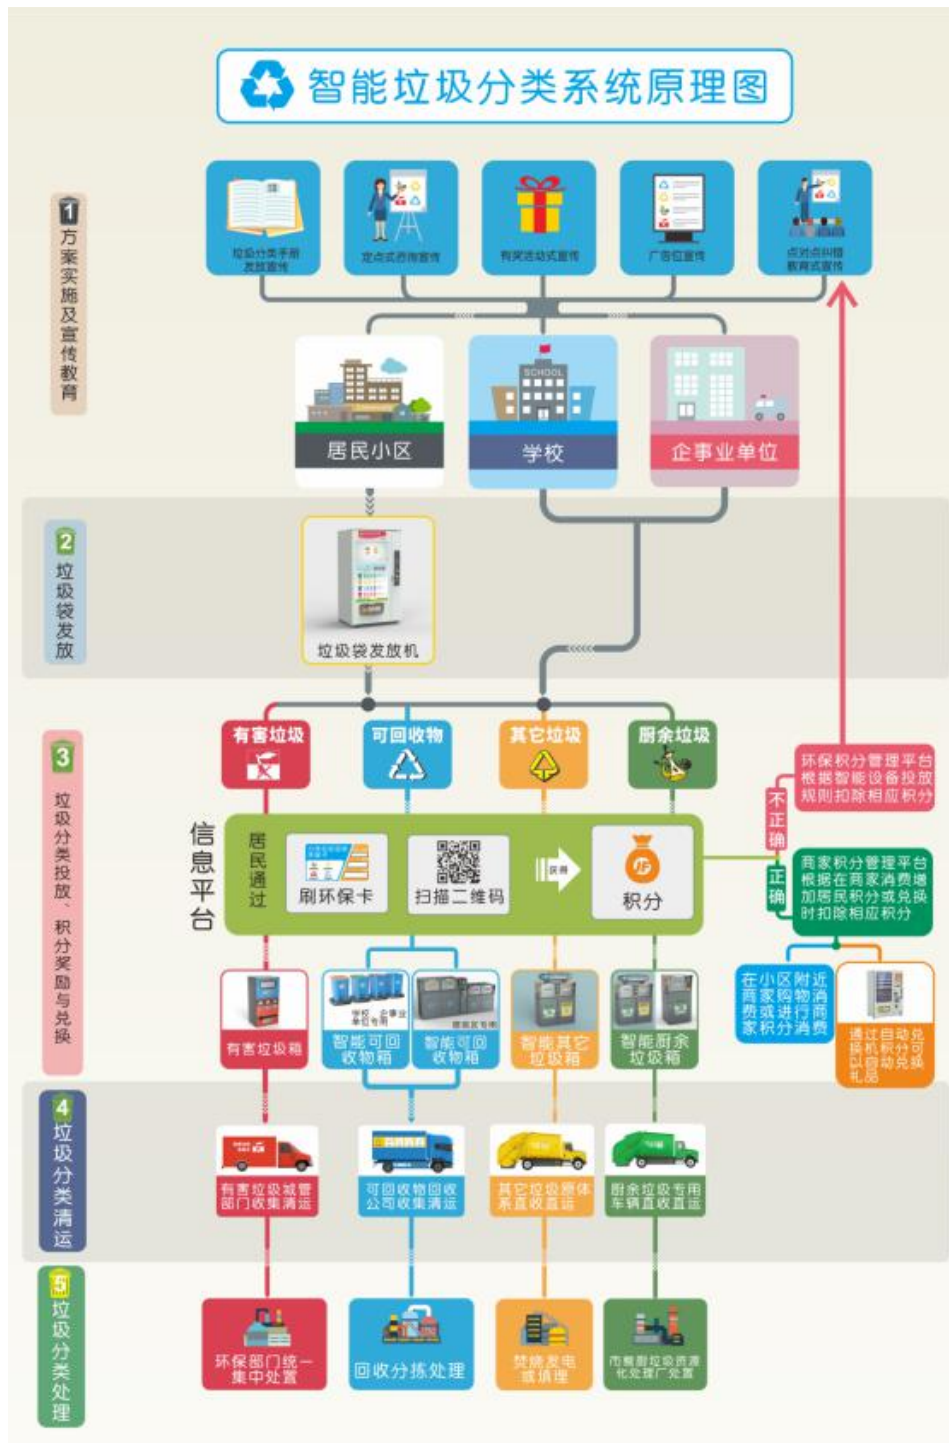 智能垃圾分类系统原理图
垃圾分类手册
发放宣传
定点式咨询宣传
有奖活动式宣传
广告位宣传
点对点纠错
教育式宣传
1
方案实施及宣传教育
SCHOOL
居民小区
学校
企事业单位
2
垃圾袋发放
垃圾袋发放机
有害垃圾
可回收物
其它垃圾
厨余垃圾
3
垃圾分类投放、积分奖励与兑换
信息平台
居民通过
刷环保卡
扫描二维码
获得
JF
积分
不正确
环保积分管理平台
根据智能设备投放
规则扣除相应积分
正确
商家积分管理平台
根据在商家消费增
加居民积分或兑换
时扣除相应积分
在小区附近
商家购物消
费或进行商
家积分消费
通过自动兑
换机积分可
以自动兑换
礼品
有害垃圾箱
学校、企事业
单位专用
智能可回
收物箱
智能可回
收物箱
智能其它
垃圾箱
智能厨余
垃圾箱
4
垃圾分类清运
有害垃圾城管
部门收集清运
可回收物回收
公司收集清运
其它垃圾原体
系直收直运
厨余垃圾专用
车辆直收直运
5
垃圾分类处理
环保部门统一
集中处置
回收分拣处理
焚烧发电
或填埋
市餐厨垃圾资源
化处理厂处置